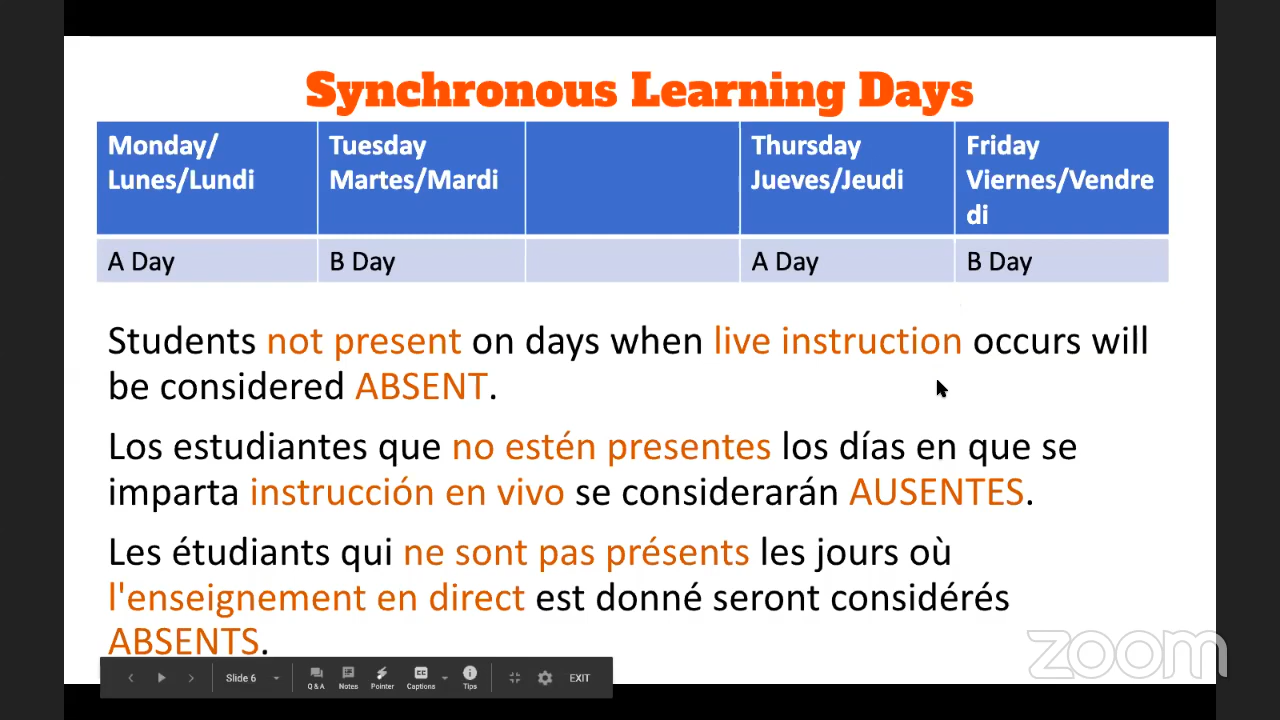 Synchronous Learning Days
Monday/
Lunes/Lundi
Tuesday
Martes/Mardi
Thursday
Jueves/Jeudi
Friday
Viernes/Vendre
di
A Day
B Day
A Day
B Day
Students not present on days when live instruction occurs will
be considered ABSENT.
Los estudiantes que no estén presentes los días en que se
imparta instrucción en vivo se considerarán AUSENTES.
Les étudiants qui ne sont pas présents les jours où
l'enseignement en direct est donné seront considérés
ABSENTS.
zoom
Slide 6
Q & A
Notes
Pointer
CC
Captions
Tips
EXIT